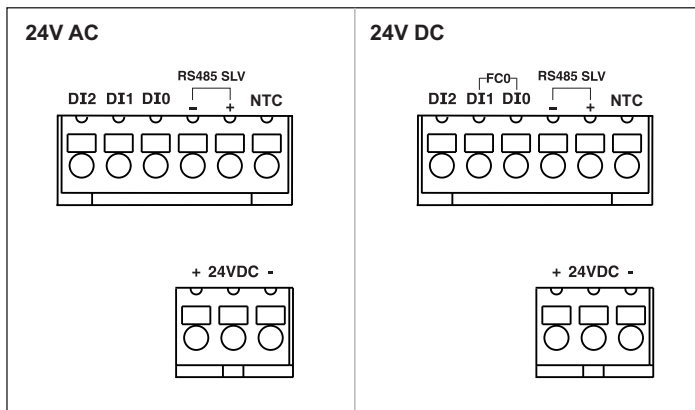 24V AC
RS485 SLV
DI2 DI1 DI0 - + NTC
+ 24VDC -
24V DC
FC0 RS485 SLV
DI2 DI1 DI0 - + NTC
+ 24VDC -